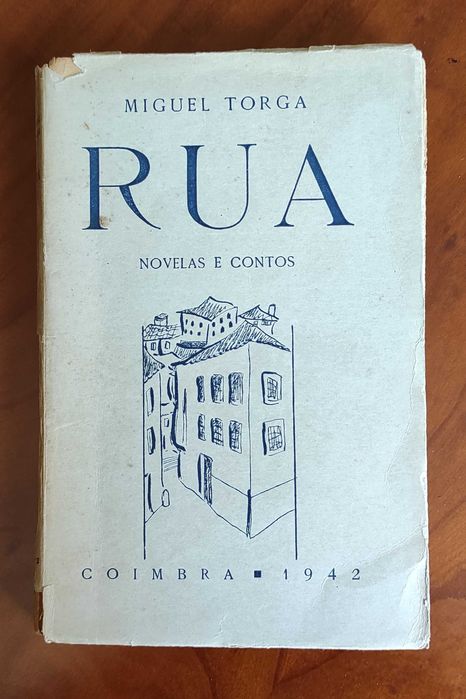 MIGUEL TORGA
RUA
NOVELAS E CONTOS
COIMBRA ▪ 1942